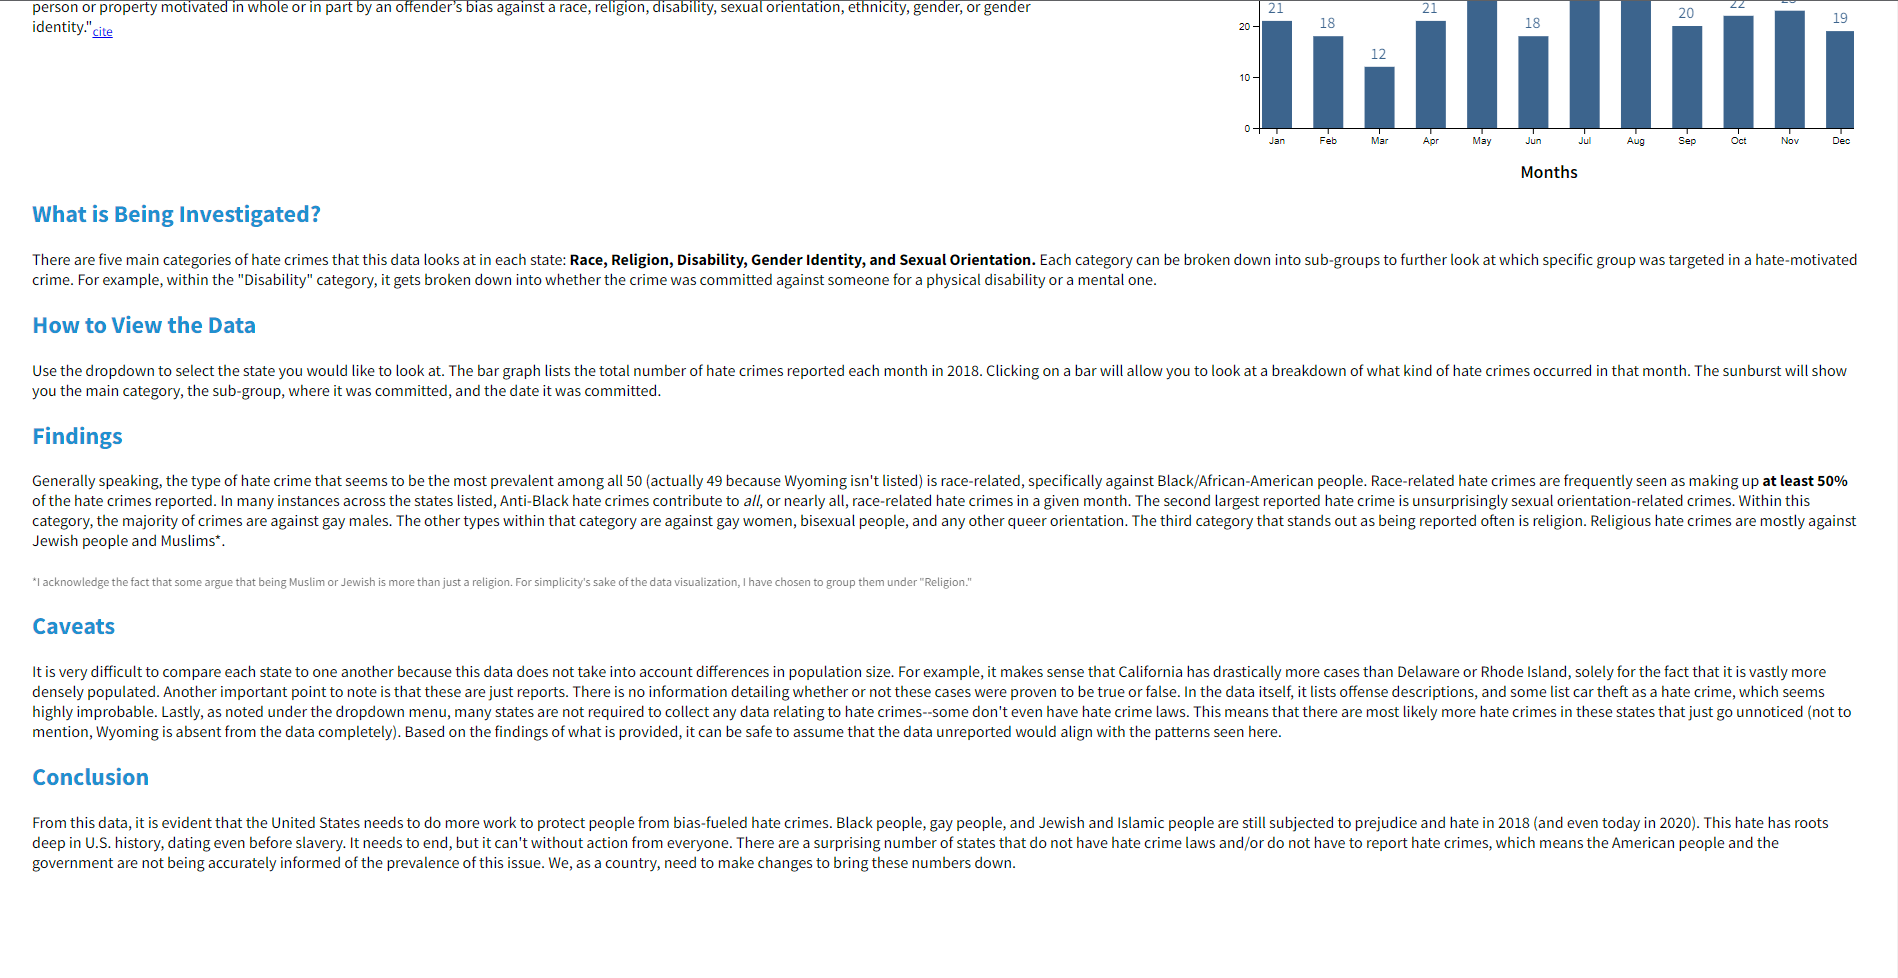 person or property motivated in whole or in part by an offender's bias against a race, religion, disability, sexual orientation, ethnicity, gender, or gender
identity."cite
21
18
12
21
18
20
22
19
20
10
0
Jan Feb Mar Apr May Jun Jul Aug Sep Oct Nov Dec
Months
What is Being Investigated?
There are five main categories of hate crimes that this data looks at in each state: Race, Religion, Disability, Gender Identity, and Sexual Orientation. Each category can be broken down into sub-groups to further look at which specific group was targeted in a hate-motivated
crime. For example, within the "Disability" category, it gets broken down into whether the crime was committed against someone for a physical disability or a mental one.
How to View the Data
Use the dropdown to select the state you would like to look at. The bar graph lists the total number of hate crimes reported each month in 2018. Clicking on a bar will allow you to look at a breakdown of what kind of hate crimes occurred in that month. The sunburst will show
you the main category, the sub-group, where it was committed, and the date it was committed.
Findings
Generally speaking, the type of hate crime that seems to be the most prevalent among all 50 (actually 49 because Wyoming isn't listed) is race-related, specifically against Black/African-American people. Race-related hate crimes are frequently seen as making up at least 50%
of the hate crimes reported. In many instances across the states listed, Anti-Black hate crimes contribute to all, or nearly all, race-related hate crimes in a given month. The second largest reported hate crime is unsurprisingly sexual orientation-related crimes. Within this
category, the majority of crimes are against gay males. The other types within that category are against gay women, bisexual people, and any other queer orientation. The third category that stands out as being reported often is religion. Religious hate crimes are mostly against
Jewish people and Muslims*.
*I acknowledge the fact that some argue that being Muslim or Jewish is more than just a religion. For simplicity's sake of the data visualization, I have chosen to group them under "Religion."
Caveats
It is very difficult to compare each state to one another because this data does not take into account differences in population size. For example, it makes sense that California has drastically more cases than Delaware or Rhode Island, solely for the fact that it is vastly more
densely populated. Another important point to note is that these are just reports. There is no information detailing whether or not these cases were proven to be true or false. In the data itself, it lists offense descriptions, and some list car theft as a hate crime, which seems
highly improbable. Lastly, as noted under the dropdown menu, many states are not required to collect any data relating to hate crimes--some don't even have hate crime laws. This means that there are most likely more hate crimes in these states that just go unnoticed (not to
mention, Wyoming is absent from the data completely). Based on the findings of what is provided, it can be safe to assume that the data unreported would align with the patterns seen here.
Conclusion
From this data, it is evident that the United States needs to do more work to protect people from bias-fueled hate crimes. Black people, gay people, and Jewish and Islamic people are still subjected to prejudice and hate in 2018 (and even today in 2020). This hate has roots
deep in U.S. history, dating even before slavery. It needs to end, but it can't without action from everyone. There are a surprising number of states that do not have hate crime laws and/or do not have to report hate crimes, which means the American people and the
government are not being accurately informed of the prevalence of this issue. We, as a country, need to make changes to bring these numbers down.